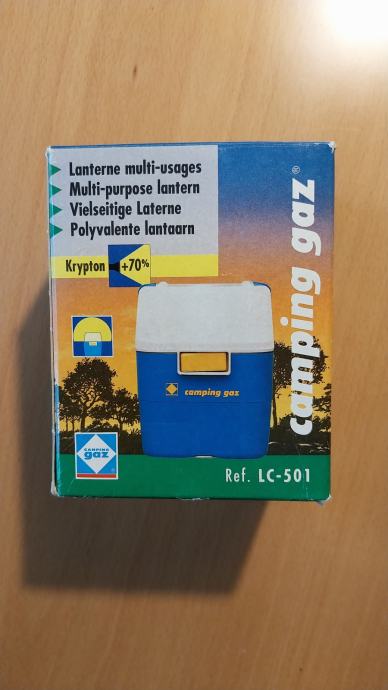 Lanterne multi-usages
Multi-purpose lantern
Vielseitige Laterne
Polyvalente lantaarn
Krypton +70%
camping gaz®
camping gaz
CAMPING
gaz
Ref. LC-501